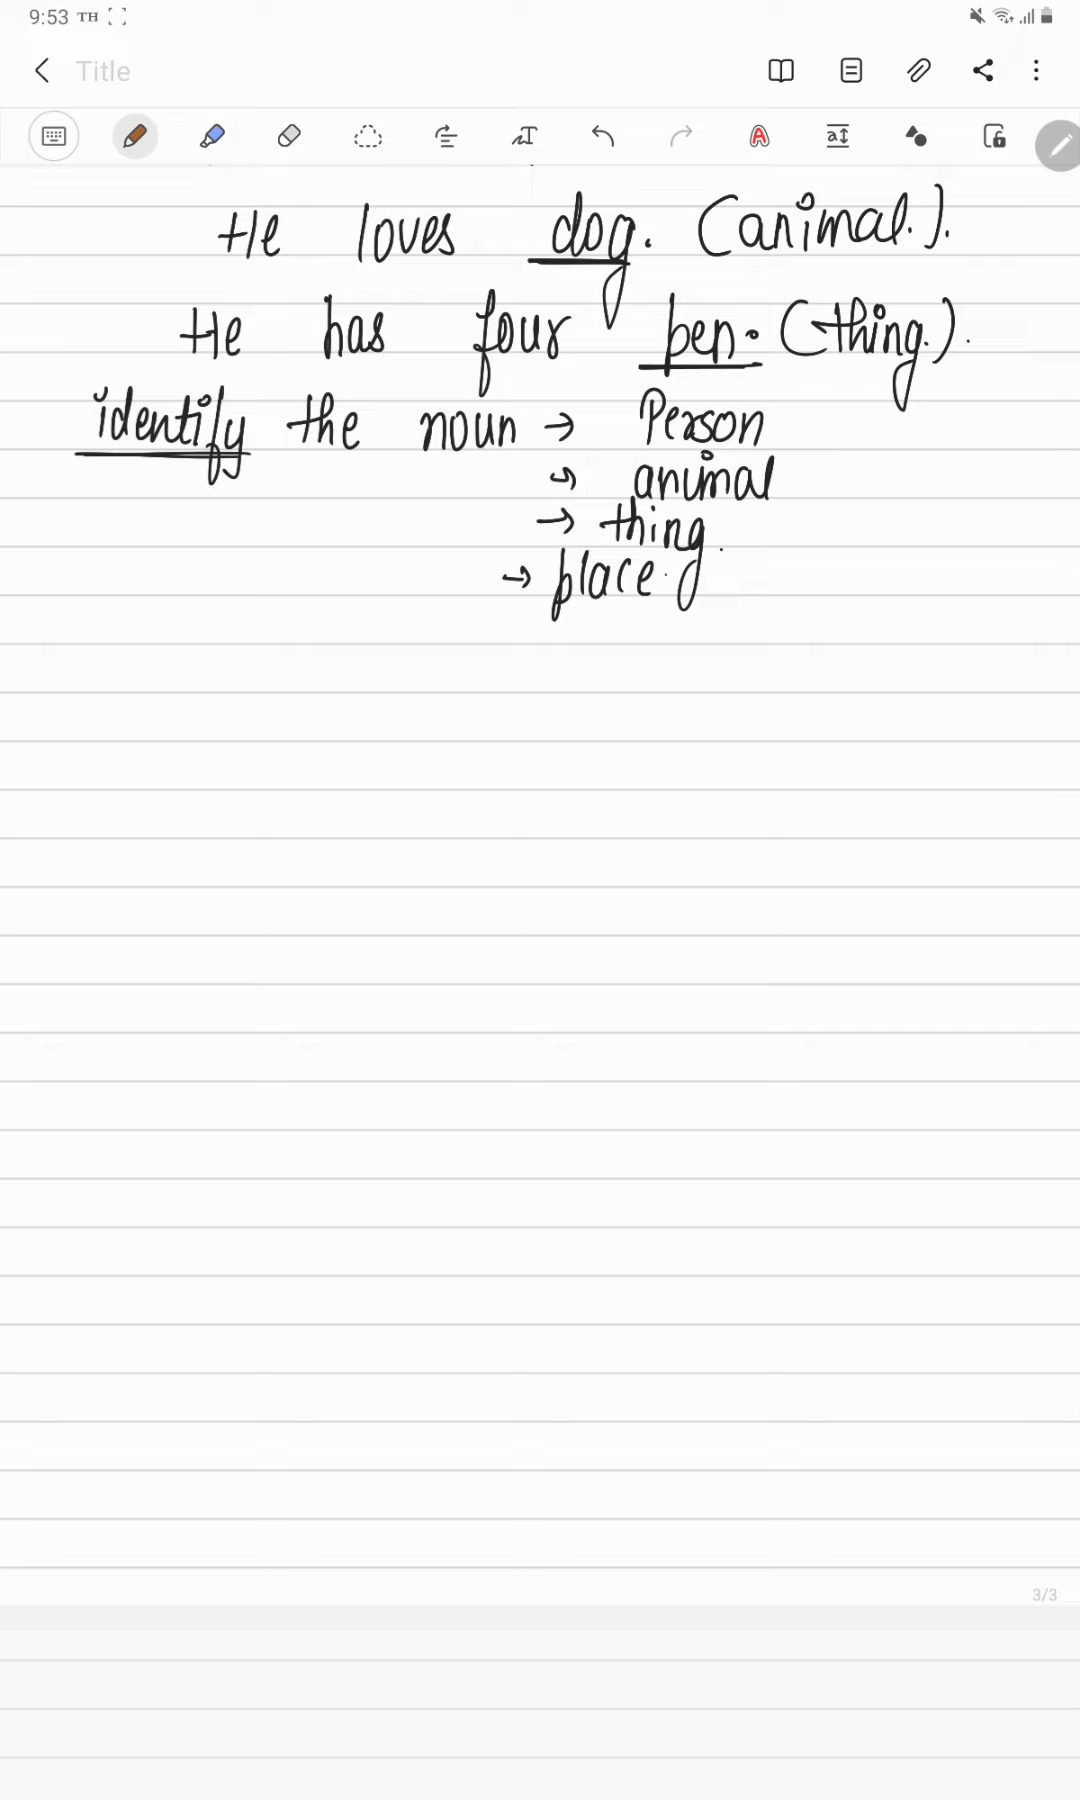 9:53 TH
Title
He loves dog. (animal.).
He has four pen. (thing.).
identify the noun → Person
→ animal
→ thing.
→ place.
3/3